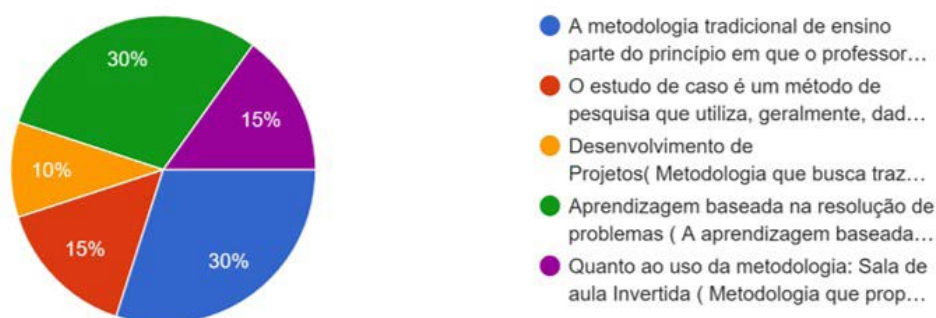 30%
15%
10%
15%
30%
A metodologia tradicional de ensino
parte do princípio em que o professor…
O estudo de caso é um método de
pesquisa que utiliza, geralmente, dad…
Desenvolvimento de
Projetos( Metodologia que busca traz…
Aprendizagem baseada na resolução de
problemas ( A aprendizagem baseada…
Quanto ao uso da metodologia: Sala de
aula Invertida ( Metodologia que prop…